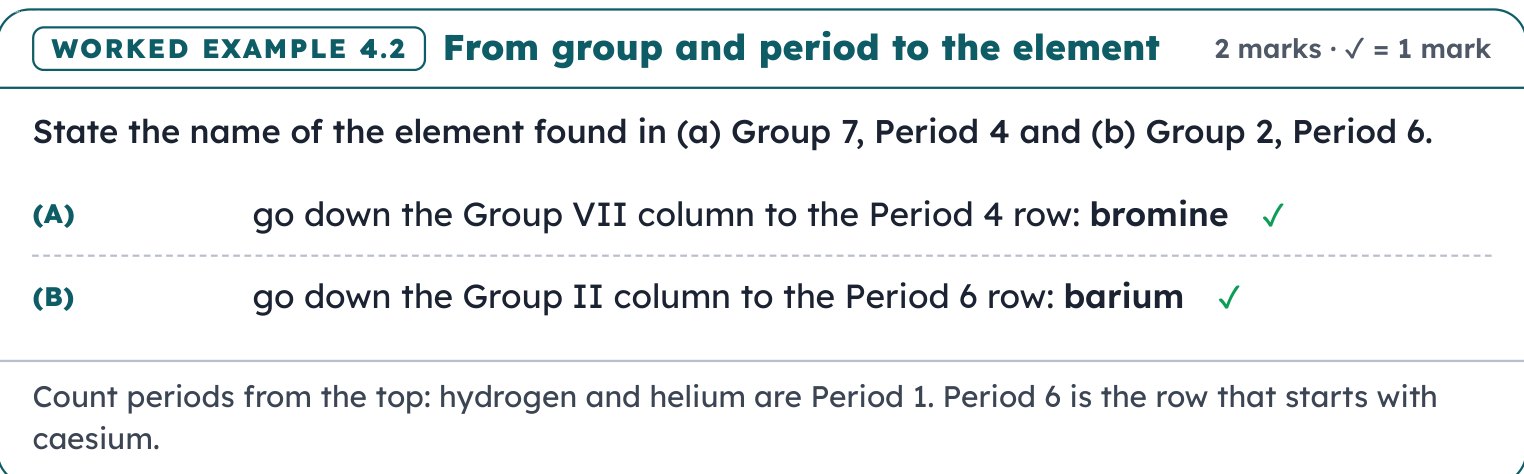 WORKED EXAMPLE 4.2 From group and period to the element 2 marks · ✓ = 1 mark
State the name of the element found in (a) Group 7, Period 4 and (b) Group 2, Period 6.
(A) go down the Group VII column to the Period 4 row: bromine ✓
(B) go down the Group II column to the Period 6 row: barium ✓
Count periods from the top: hydrogen and helium are Period 1. Period 6 is the row that starts with
caesium.